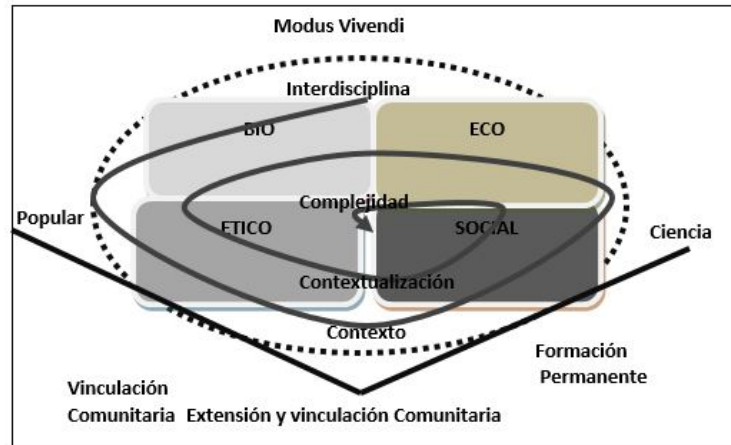 Modus Vivendi
Interdisciplina
BIO
ECO
Complejidad
Popular
ETICO
SOCIAL
Ciencia
Contextualización
Contexto
Formación
Permanente
Vinculación
Comunitaria Extensión y vinculación Comunitaria